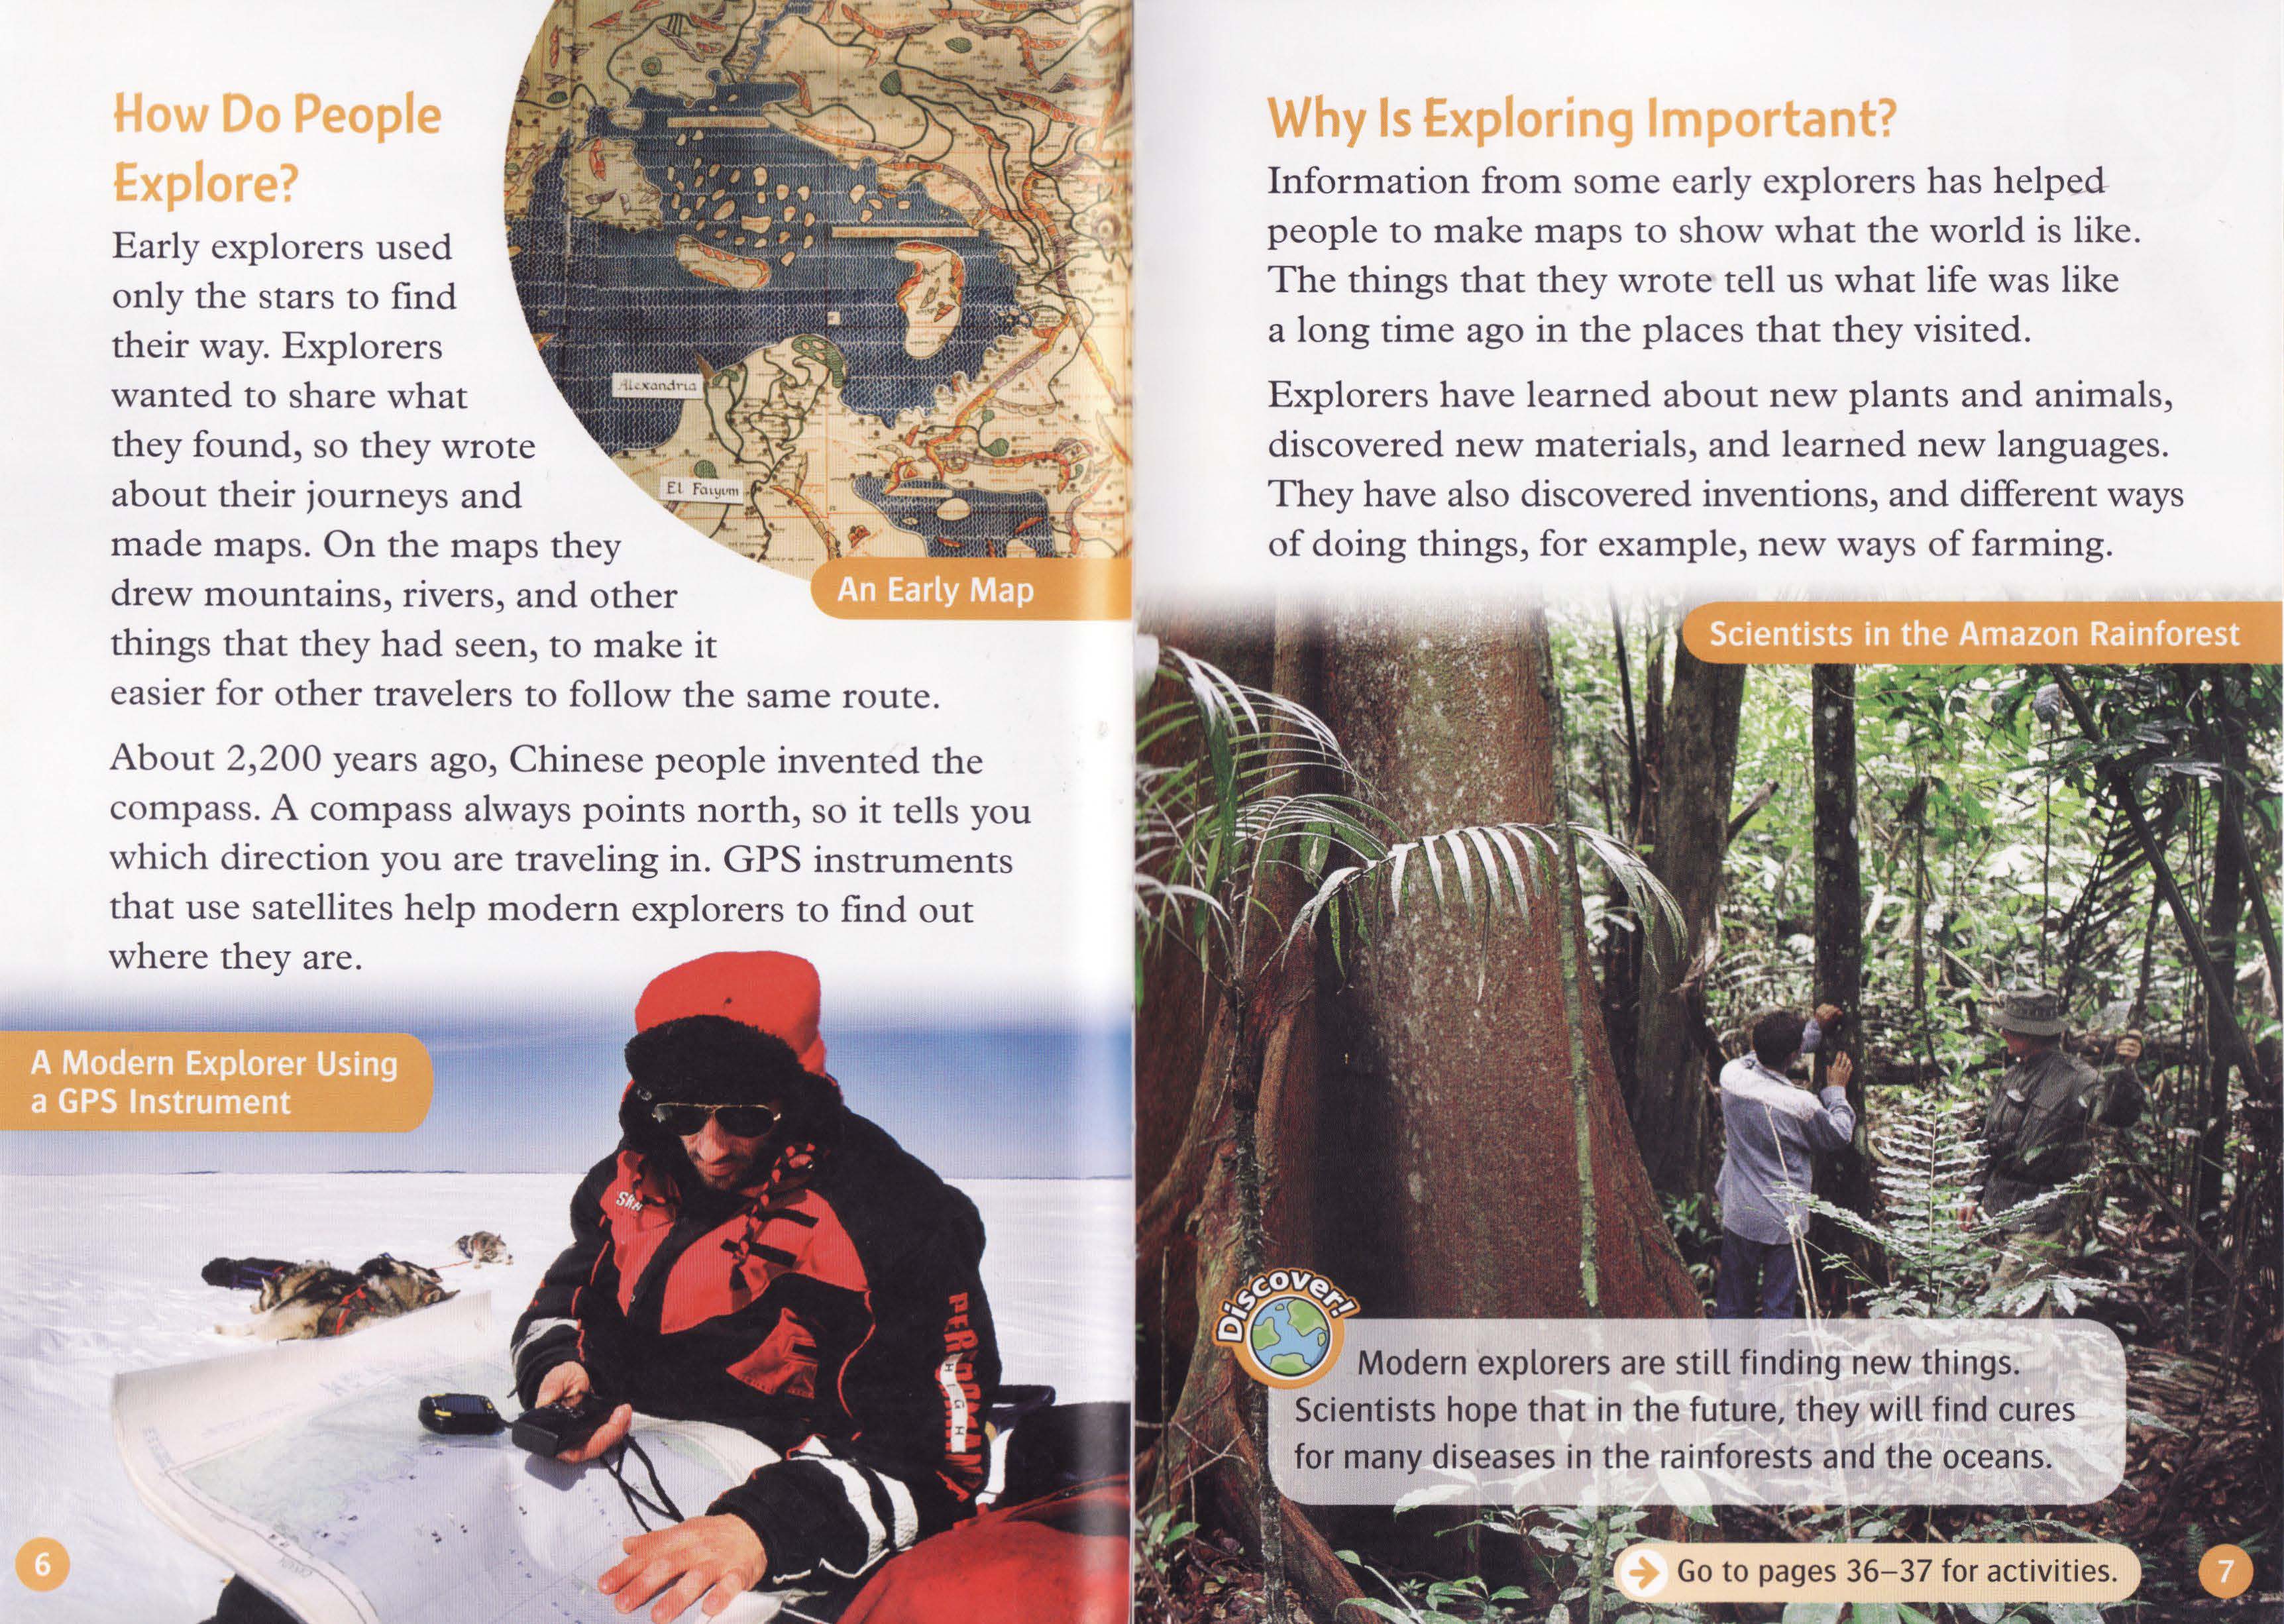 How Do People
Explore?
Early explorers used
only the stars to find
their way. Explorers
wanted to share what
they found, so they wrote
about their journeys and
made maps. On the maps they
drew mountains, rivers, and other
things that they had seen, to make it
easier for other travelers to follow the same route.
About 2,200 years ago, Chinese people invented the
compass. A compass always points north, so it tells you
which direction you are traveling in. GPS instruments
that use satellites help modern explorers to find out
where they are.
Alexandria
El Faiyum
An Early Map
A Modern Explorer Using
a GPS Instrument
HIGH
6
Why Is Exploring Important?
Information from some early explorers has helped
people to make maps to show what the world is like.
The things that they wrote tell us what life was like
a long time ago in the places that they visited.
Explorers have learned about new plants and animals,
discovered new materials, and learned new languages.
They have also discovered inventions, and different ways
of doing things, for example, new ways of farming.
Scientists in the Amazon Rainforest
Discover!
Modern explorers are still finding new things.
Scientists hope that in the future, they will find cures
for many diseases in the rainforests and the oceans.
Go to pages 36–37 for activities.
7